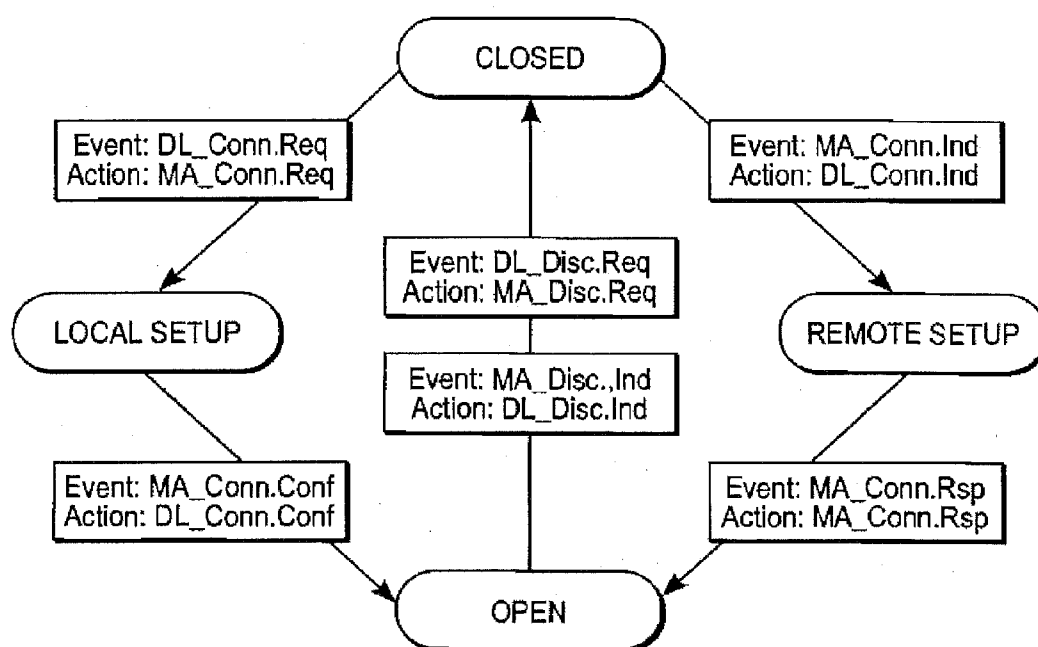 CLOSED
Event: DL_Conn.Req
Action: MA_Conn.Req
Event: MA_Conn.Ind
Action: DL_Conn.Ind
Event: DL_Disc.Req
Action: MA_Disc.Req
LOCAL SETUP
REMOTE SETUP
Event: MA_Disc.,Ind
Action: DL_Disc.Ind
Event: MA_Conn.Conf
Action: DL_Conn.Conf
Event: MA_Conn.Rsp
Action: MA_Conn.Rsp
OPEN